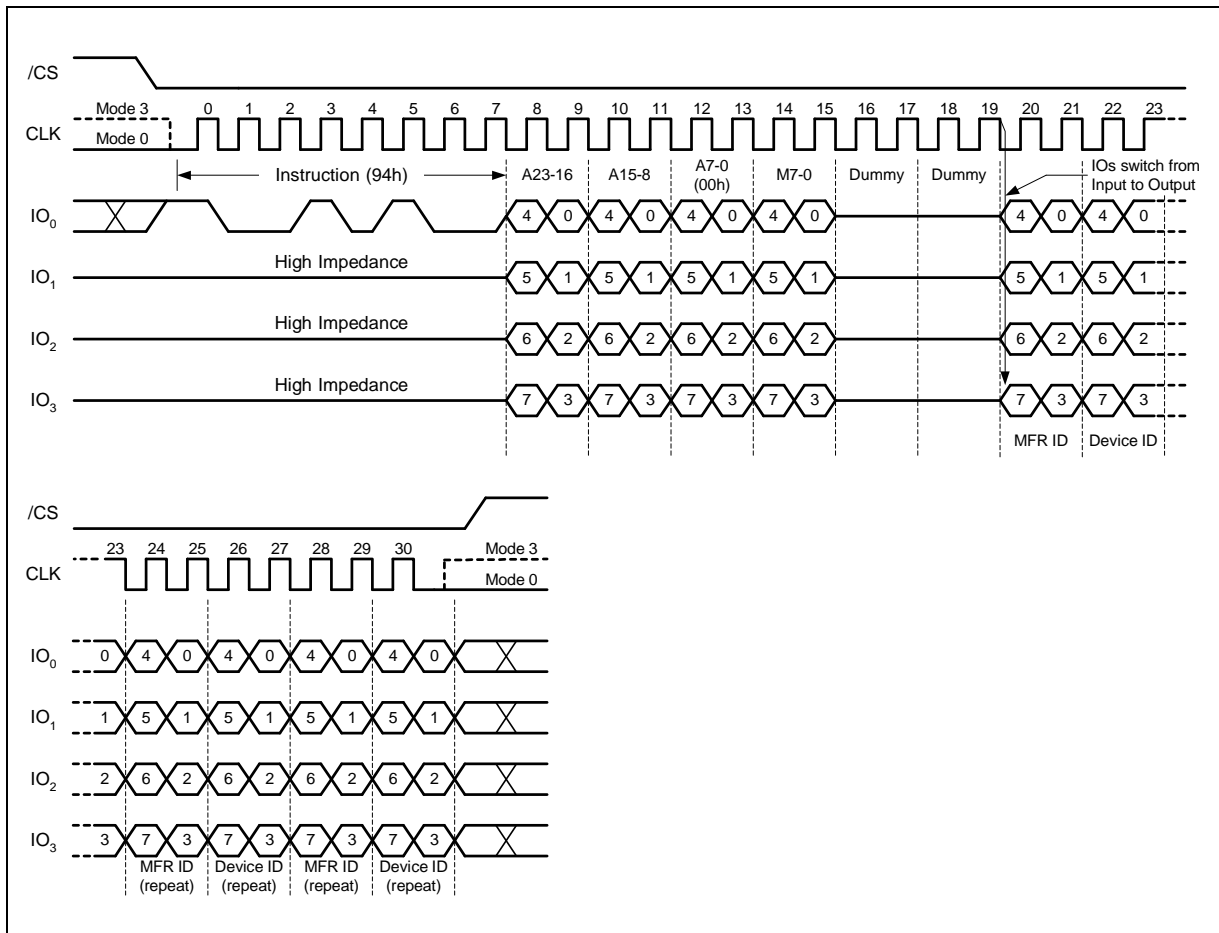 /CS
Mode 3 0 1 2 3 4 5 6 7 8 9 10 11 12 13 14 15 16 17 18 19 20 21 22 23
CLK Mode 0
Instruction (94h) A23-16 A15-8 A7-0 (00h) M7-0 Dummy Dummy IOs switch from Input to Output
IO0 4 0 4 0 4 0 4 0 4 0 4 0
High Impedance
IO1 5 1 5 1 5 1 5 1 5 1 5 1
High Impedance
IO2 6 2 6 2 6 2 6 2 6 2 6 2
High Impedance
IO3 7 3 7 3 7 3 7 3 7 3 7 3
MFR ID Device ID
/CS
23 24 25 26 27 28 29 30 Mode 3
CLK Mode 0
IO0 0 4 0 4 0 4 0 4 0
IO1 1 5 1 5 1 5 1 5 1
IO2 2 6 2 6 2 6 2 6 2
IO3 3 7 3 7 3 7 3 7 3
MFR ID Device ID MFR ID Device ID
(repeat) (repeat) (repeat) (repeat)